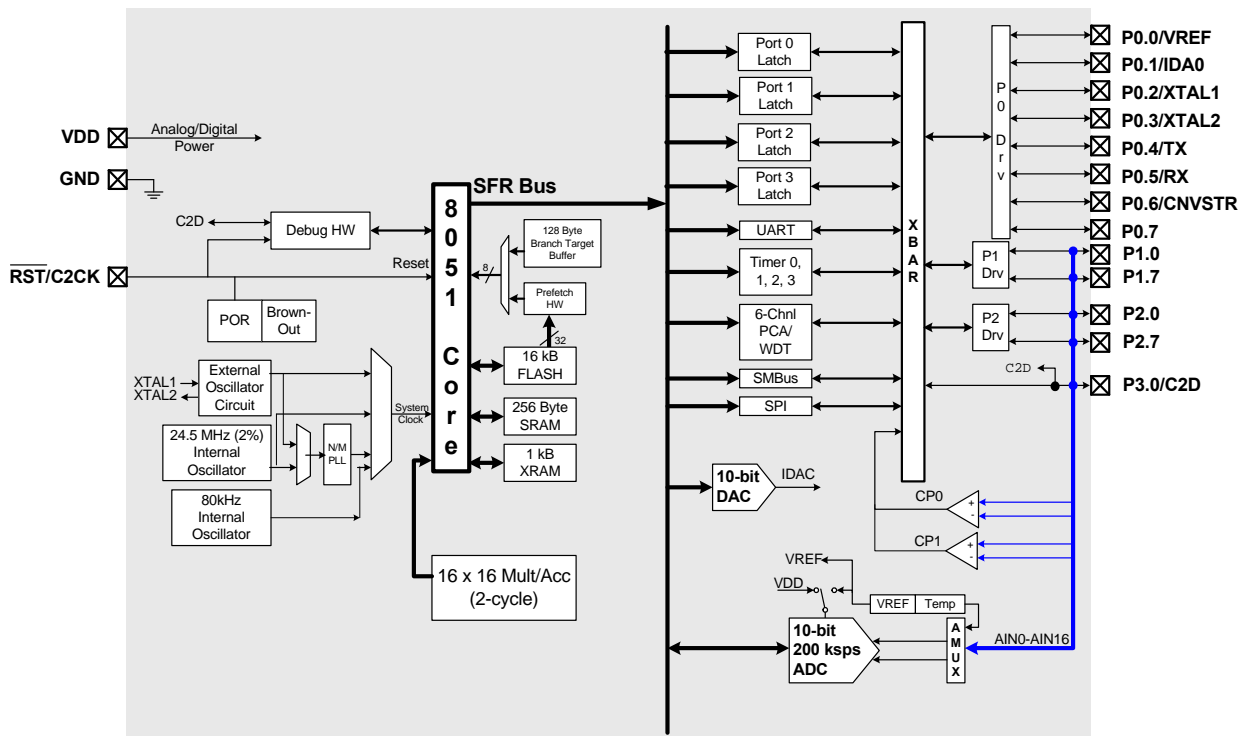 VDD
Analog/Digital
Power
GND
C2D
Debug HW
RST/C2CK
Reset
POR
Brown-
Out
XTAL1
XTAL2
External
Oscillator
Circuit
24.5 MHz (2%)
Internal
Oscillator
N/M
PLL
80kHz
Internal
Oscillator
System
Clock
8051 Core
SFR Bus
128 Byte
Branch Target
Buffer
8
Prefetch
HW
32
16 kB
FLASH
256 Byte
SRAM
1 kB
XRAM
16 x 16 Mult/Acc
(2-cycle)
Port 0
Latch
Port 1
Latch
Port 2
Latch
Port 3
Latch
UART
Timer 0,
1, 2, 3
6-Chnl
PCA/
WDT
SMBus
SPI
10-bit
DAC
IDAC
XBAR
P0 Drv
P1
Drv
P2
Drv
C2D
CP0
+
-
CP1
+
-
VREF
VDD
VREF
Temp
10-bit
200 ksps
ADC
AMUX
AIN0-AIN16
P0.0/VREF
P0.1/IDA0
P0.2/XTAL1
P0.3/XTAL2
P0.4/TX
P0.5/RX
P0.6/CNVSTR
P0.7
P1.0
P1.7
P2.0
P2.7
P3.0/C2D